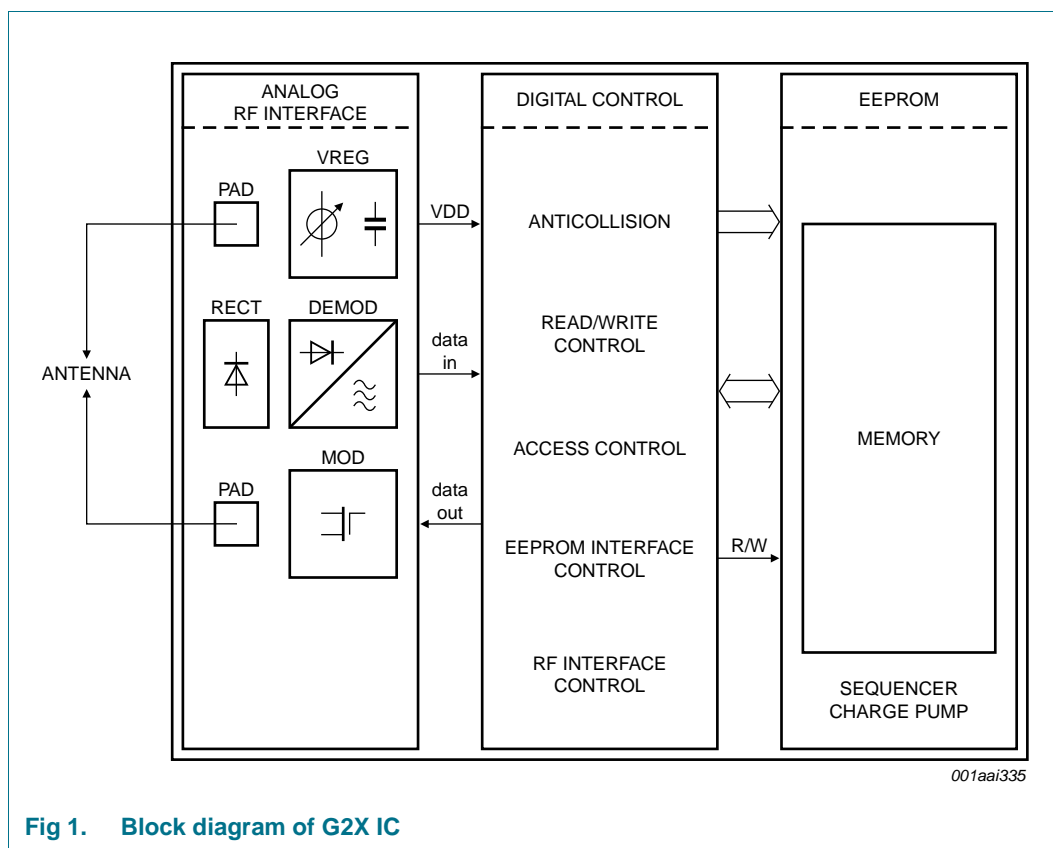 ANALOG
RF INTERFACE
VREG
PAD
RECT
DEMOD
MOD
PAD
ANTENNA
VDD
data
in
data
out
DIGITAL CONTROL
ANTICOLLISION
READ/WRITE
CONTROL
ACCESS CONTROL
EEPROM INTERFACE
CONTROL
RF INTERFACE
CONTROL
R/W
EEPROM
MEMORY
SEQUENCER
CHARGE PUMP
001aai335
Fig 1. Block diagram of G2X IC